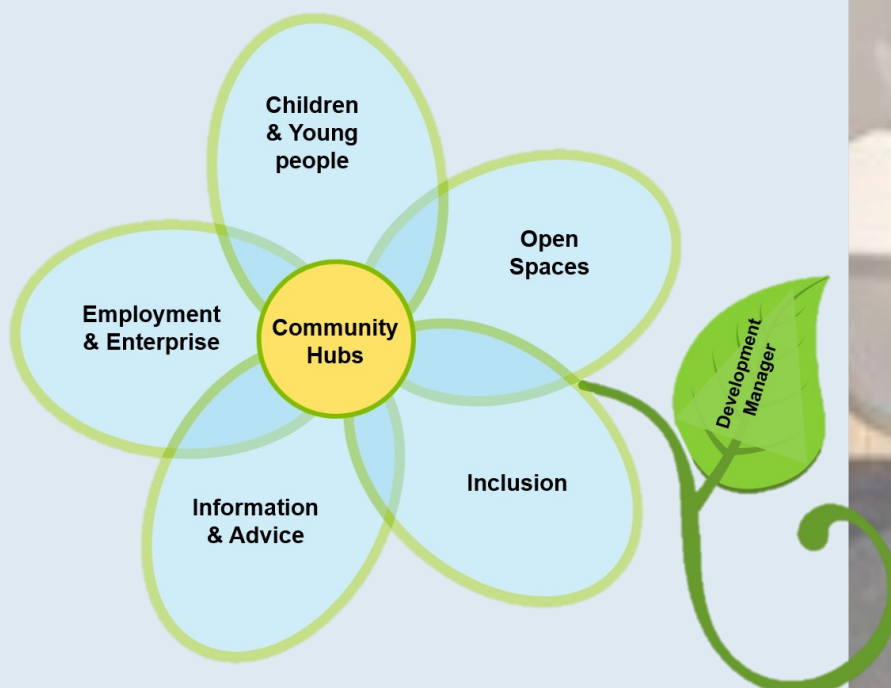 Children
& Young
people
Open
Spaces
Employment
& Enterprise
Community
Hubs
Development
Manager
Inclusion
Information
& Advice